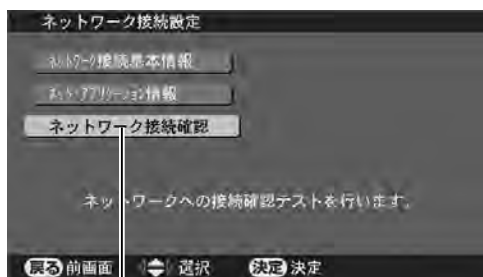 ネットワーク接続設定
ネットワーク接続基本情報
ネット・アプリケーション情報
ネットワーク接続確認
ネットワークへの接続確認テストを行います。
戻る 前画面 選択 決定 決定